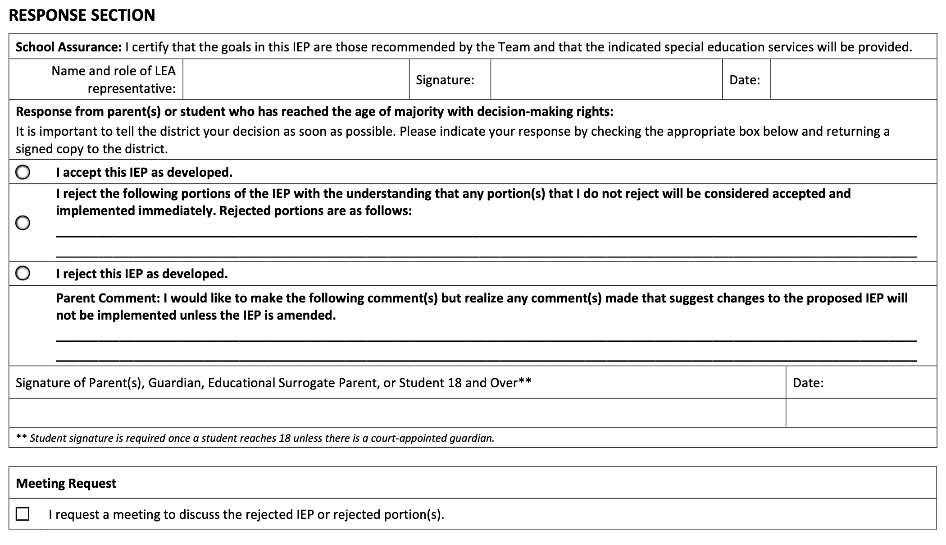 RESPONSE SECTION
School Assurance: I certify that the goals in this IEP are those recommended by the Team and that the indicated special education services will be provided.
Name and role of LEA
representative:
Signature:
Date:
Response from parent(s) or student who has reached the age of majority with decision-making rights:
It is important to tell the district your decision as soon as possible. Please indicate your response by checking the appropriate box below and returning a
signed copy to the district.
I accept this IEP as developed.
I reject the following portions of the IEP with the understanding that any portion(s) that I do not reject will be considered accepted and
implemented immediately. Rejected portions are as follows:
I reject this IEP as developed.
Parent Comment: I would like to make the following comment(s) but realize any comment(s) made that suggest changes to the proposed IEP will
not be implemented unless the IEP is amended.
Signature of Parent(s), Guardian, Educational Surrogate Parent, or Student 18 and Over**
Date:
** Student signature is required once a student reaches 18 unless there is a court-appointed guardian.
Meeting Request
I request a meeting to discuss the rejected IEP or rejected portion(s).